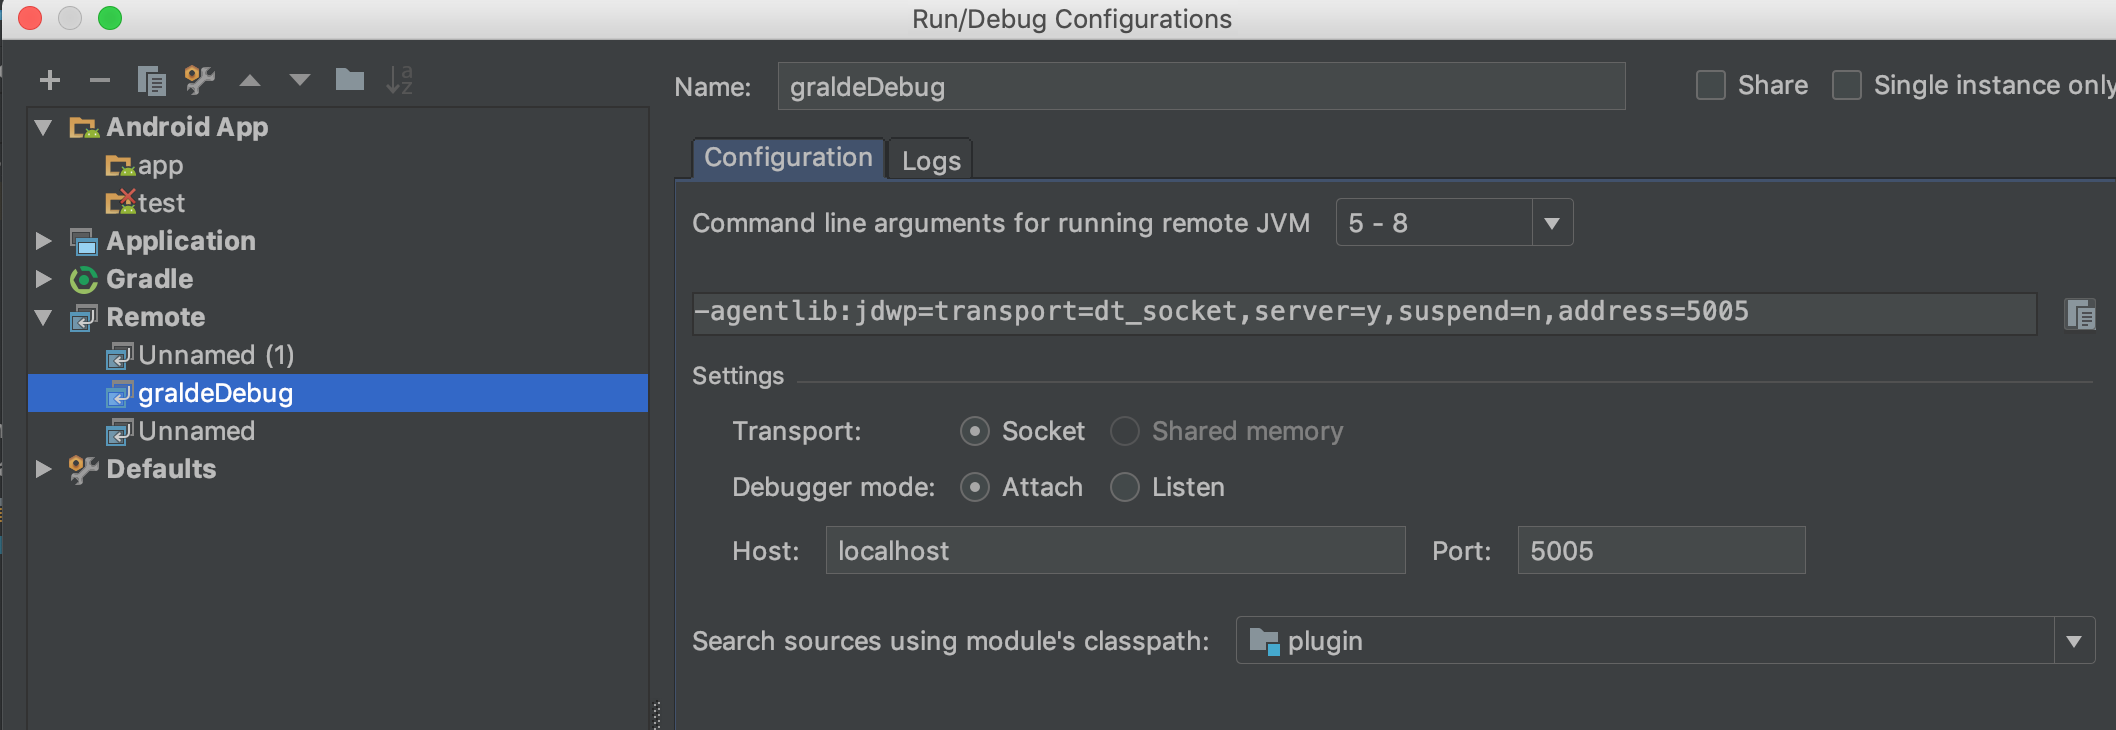 Run/Debug Configurations
Name: graldeDebug Share Single instance only
Android App
app
test
Application
Gradle
Remote
Unnamed (1)
graldeDebug
Unnamed
Defaults
Configuration Logs
Command line arguments for running remote JVM 5 - 8
-agentlib:jdwp=transport=dt_socket,server=y,suspend=n,address=5005
Settings
Transport: Socket Shared memory
Debugger mode: Attach Listen
Host: localhost Port: 5005
Search sources using module's classpath: plugin